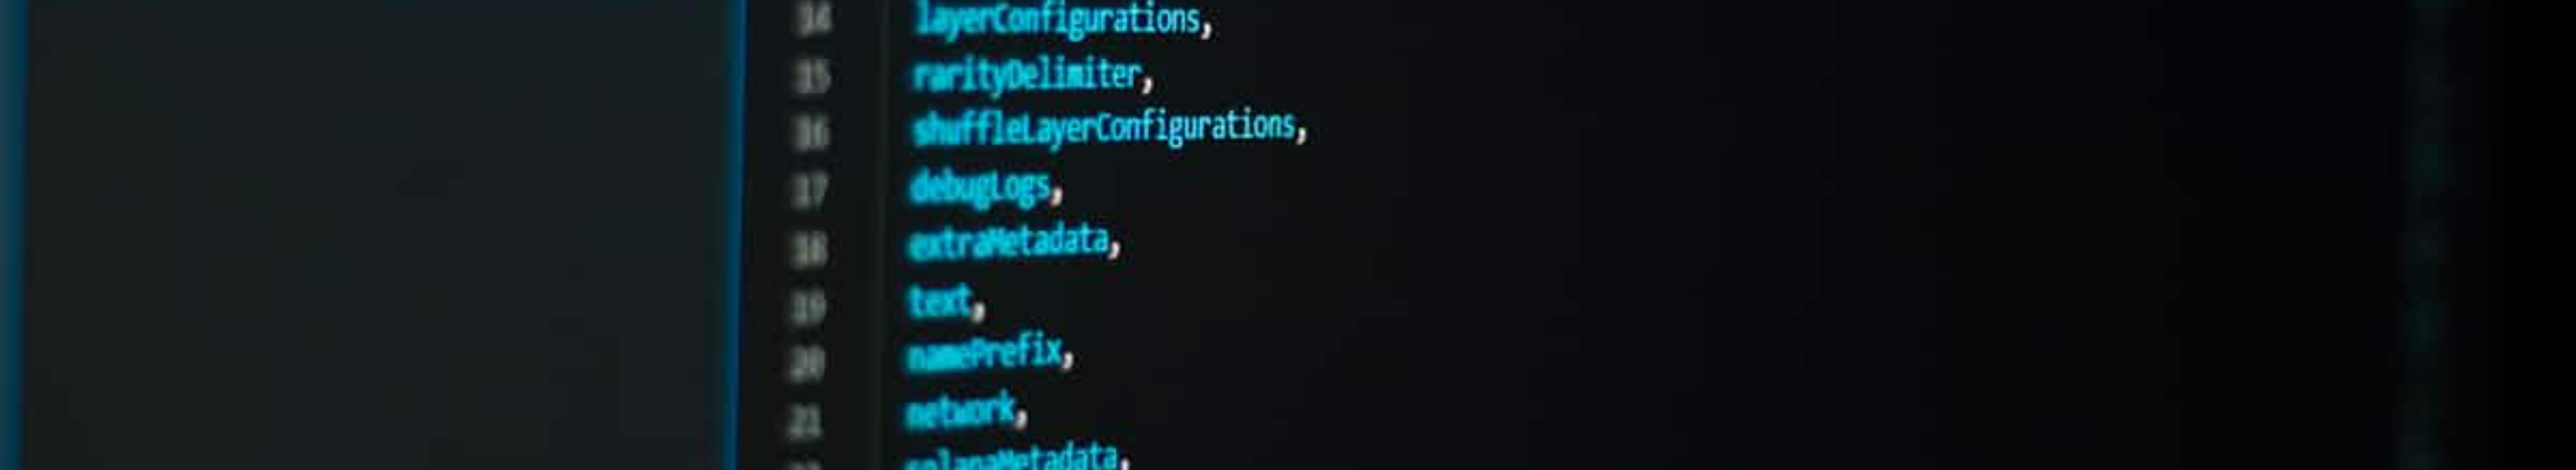 14 layerConfigurations,
15 rarityDelimiter,
16 shuffleLayerConfigurations,
17 debugLogs,
18 extraMetadata,
19 text,
20 namePrefix,
21 network,
solanaMetadata,